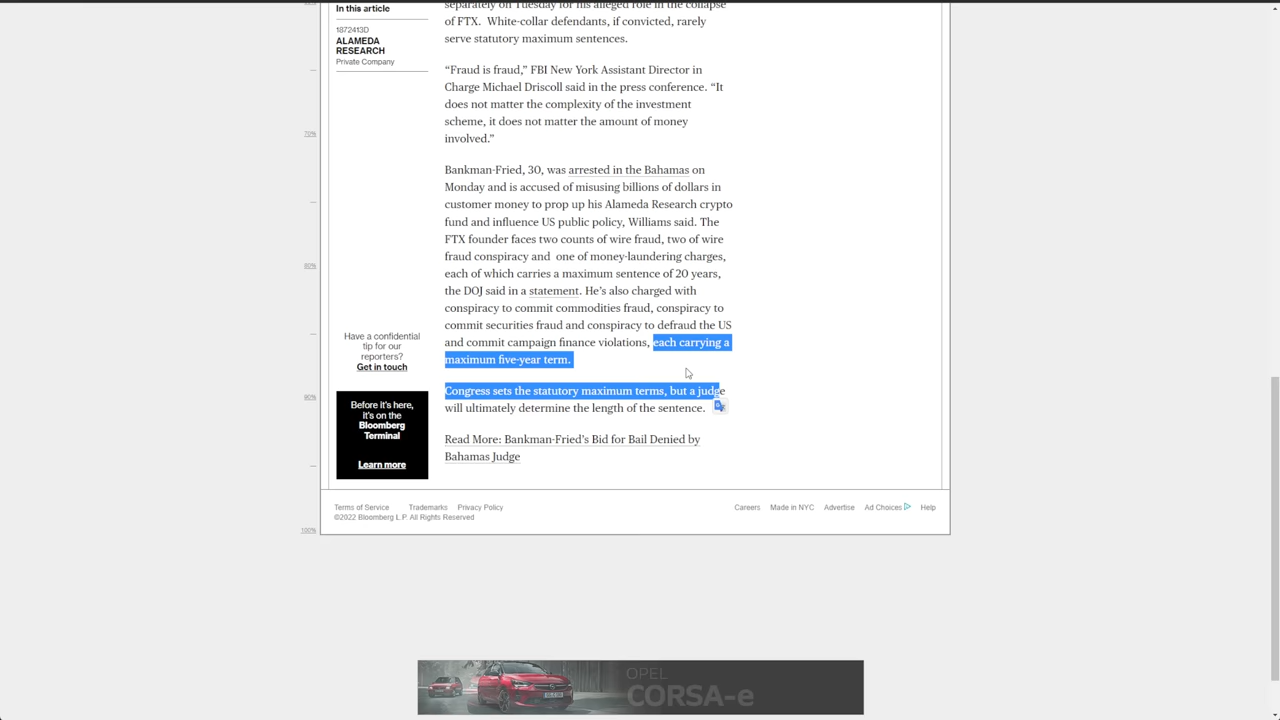 In this article
1872413D
ALAMEDA
RESEARCH
Private Company
separately on Tuesday for his alleged role in the collapse
of FTX. White-collar defendants, if convicted, rarely
serve statutory maximum sentences.
“Fraud is fraud,” FBI New York Assistant Director in
Charge Michael Driscoll said in the press conference. “It
does not matter the complexity of the investment
scheme, it does not matter the amount of money
involved.”
70%
Bankman-Fried, 30, was arrested in the Bahamas on
Monday and is accused of misusing billions of dollars in
customer money to prop up his Alameda Research crypto
fund and influence US public policy, Williams said. The
FTX founder faces two counts of wire fraud, two of wire
fraud conspiracy and one of money-laundering charges,
each of which carries a maximum sentence of 20 years,
the DOJ said in a statement. He’s also charged with
conspiracy to commit commodities fraud, conspiracy to
commit securities fraud and conspiracy to defraud the US
and commit campaign finance violations, each carrying a
maximum five-year term.
80%
Have a confidential
tip for our
reporters?
Get in touch
Congress sets the statutory maximum terms, but a judge
will ultimately determine the length of the sentence.
90%
Before it's here,
it's on the
Bloomberg
Terminal
Learn more
Read More: Bankman-Fried’s Bid for Bail Denied by
Bahamas Judge
Terms of Service Trademarks Privacy Policy
©2022 Bloomberg L.P. All Rights Reserved
Careers Made in NYC Advertise Ad Choices Help
100%
OPEL
CORSA-e